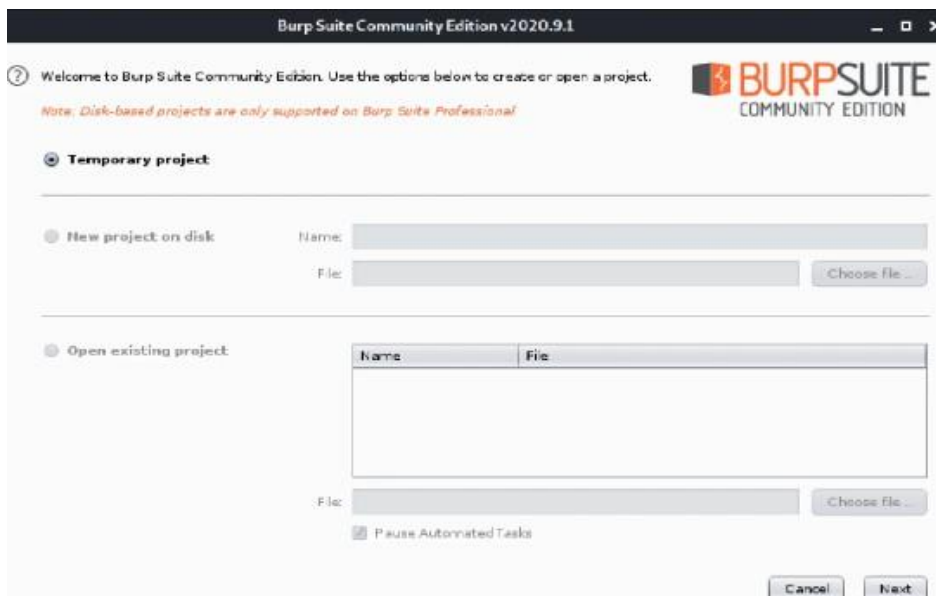 Burp Suite Community Edition v2020.9.1
? Welcome to Burp Suite Community Edition. Use the options below to create or open a project.
BURPSUITE
COMMUNITY EDITION
Note: Disk-based projects are only supported on Burp Suite Professional
Temporary project
New project on disk Name:
File: Choose file ...
Open existing project
Name File
File: Choose file ...
Pause Automated Tasks
Cancel Next